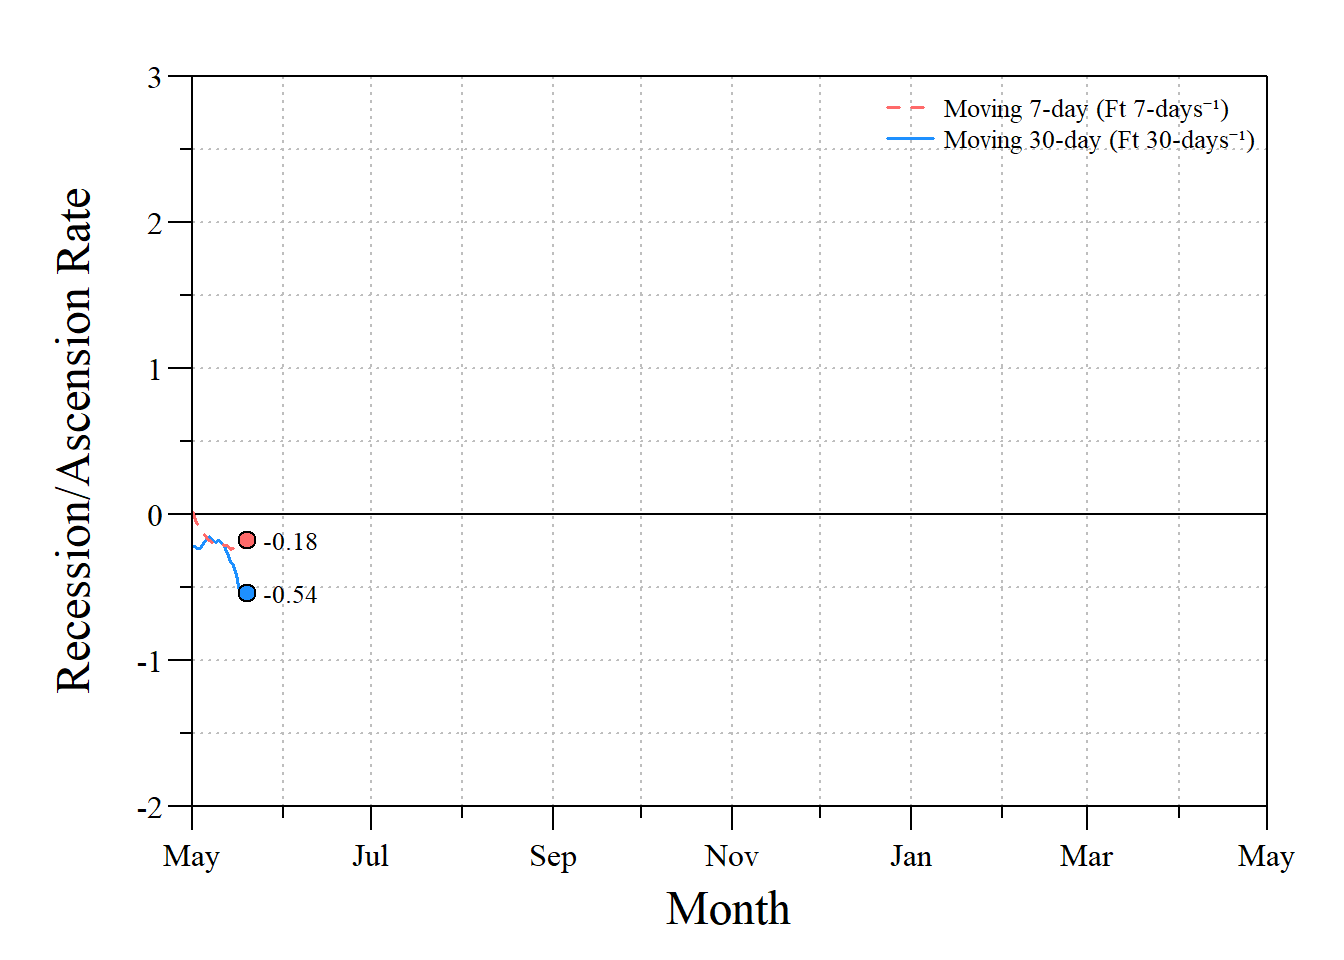 3
2
1
0
-1
-2
Recession/Ascension Rate
Moving 7-day (Ft 7-days⁻¹)
Moving 30-day (Ft 30-days⁻¹)
-0.18
-0.54
May Jul Sep Nov Jan Mar May
Month